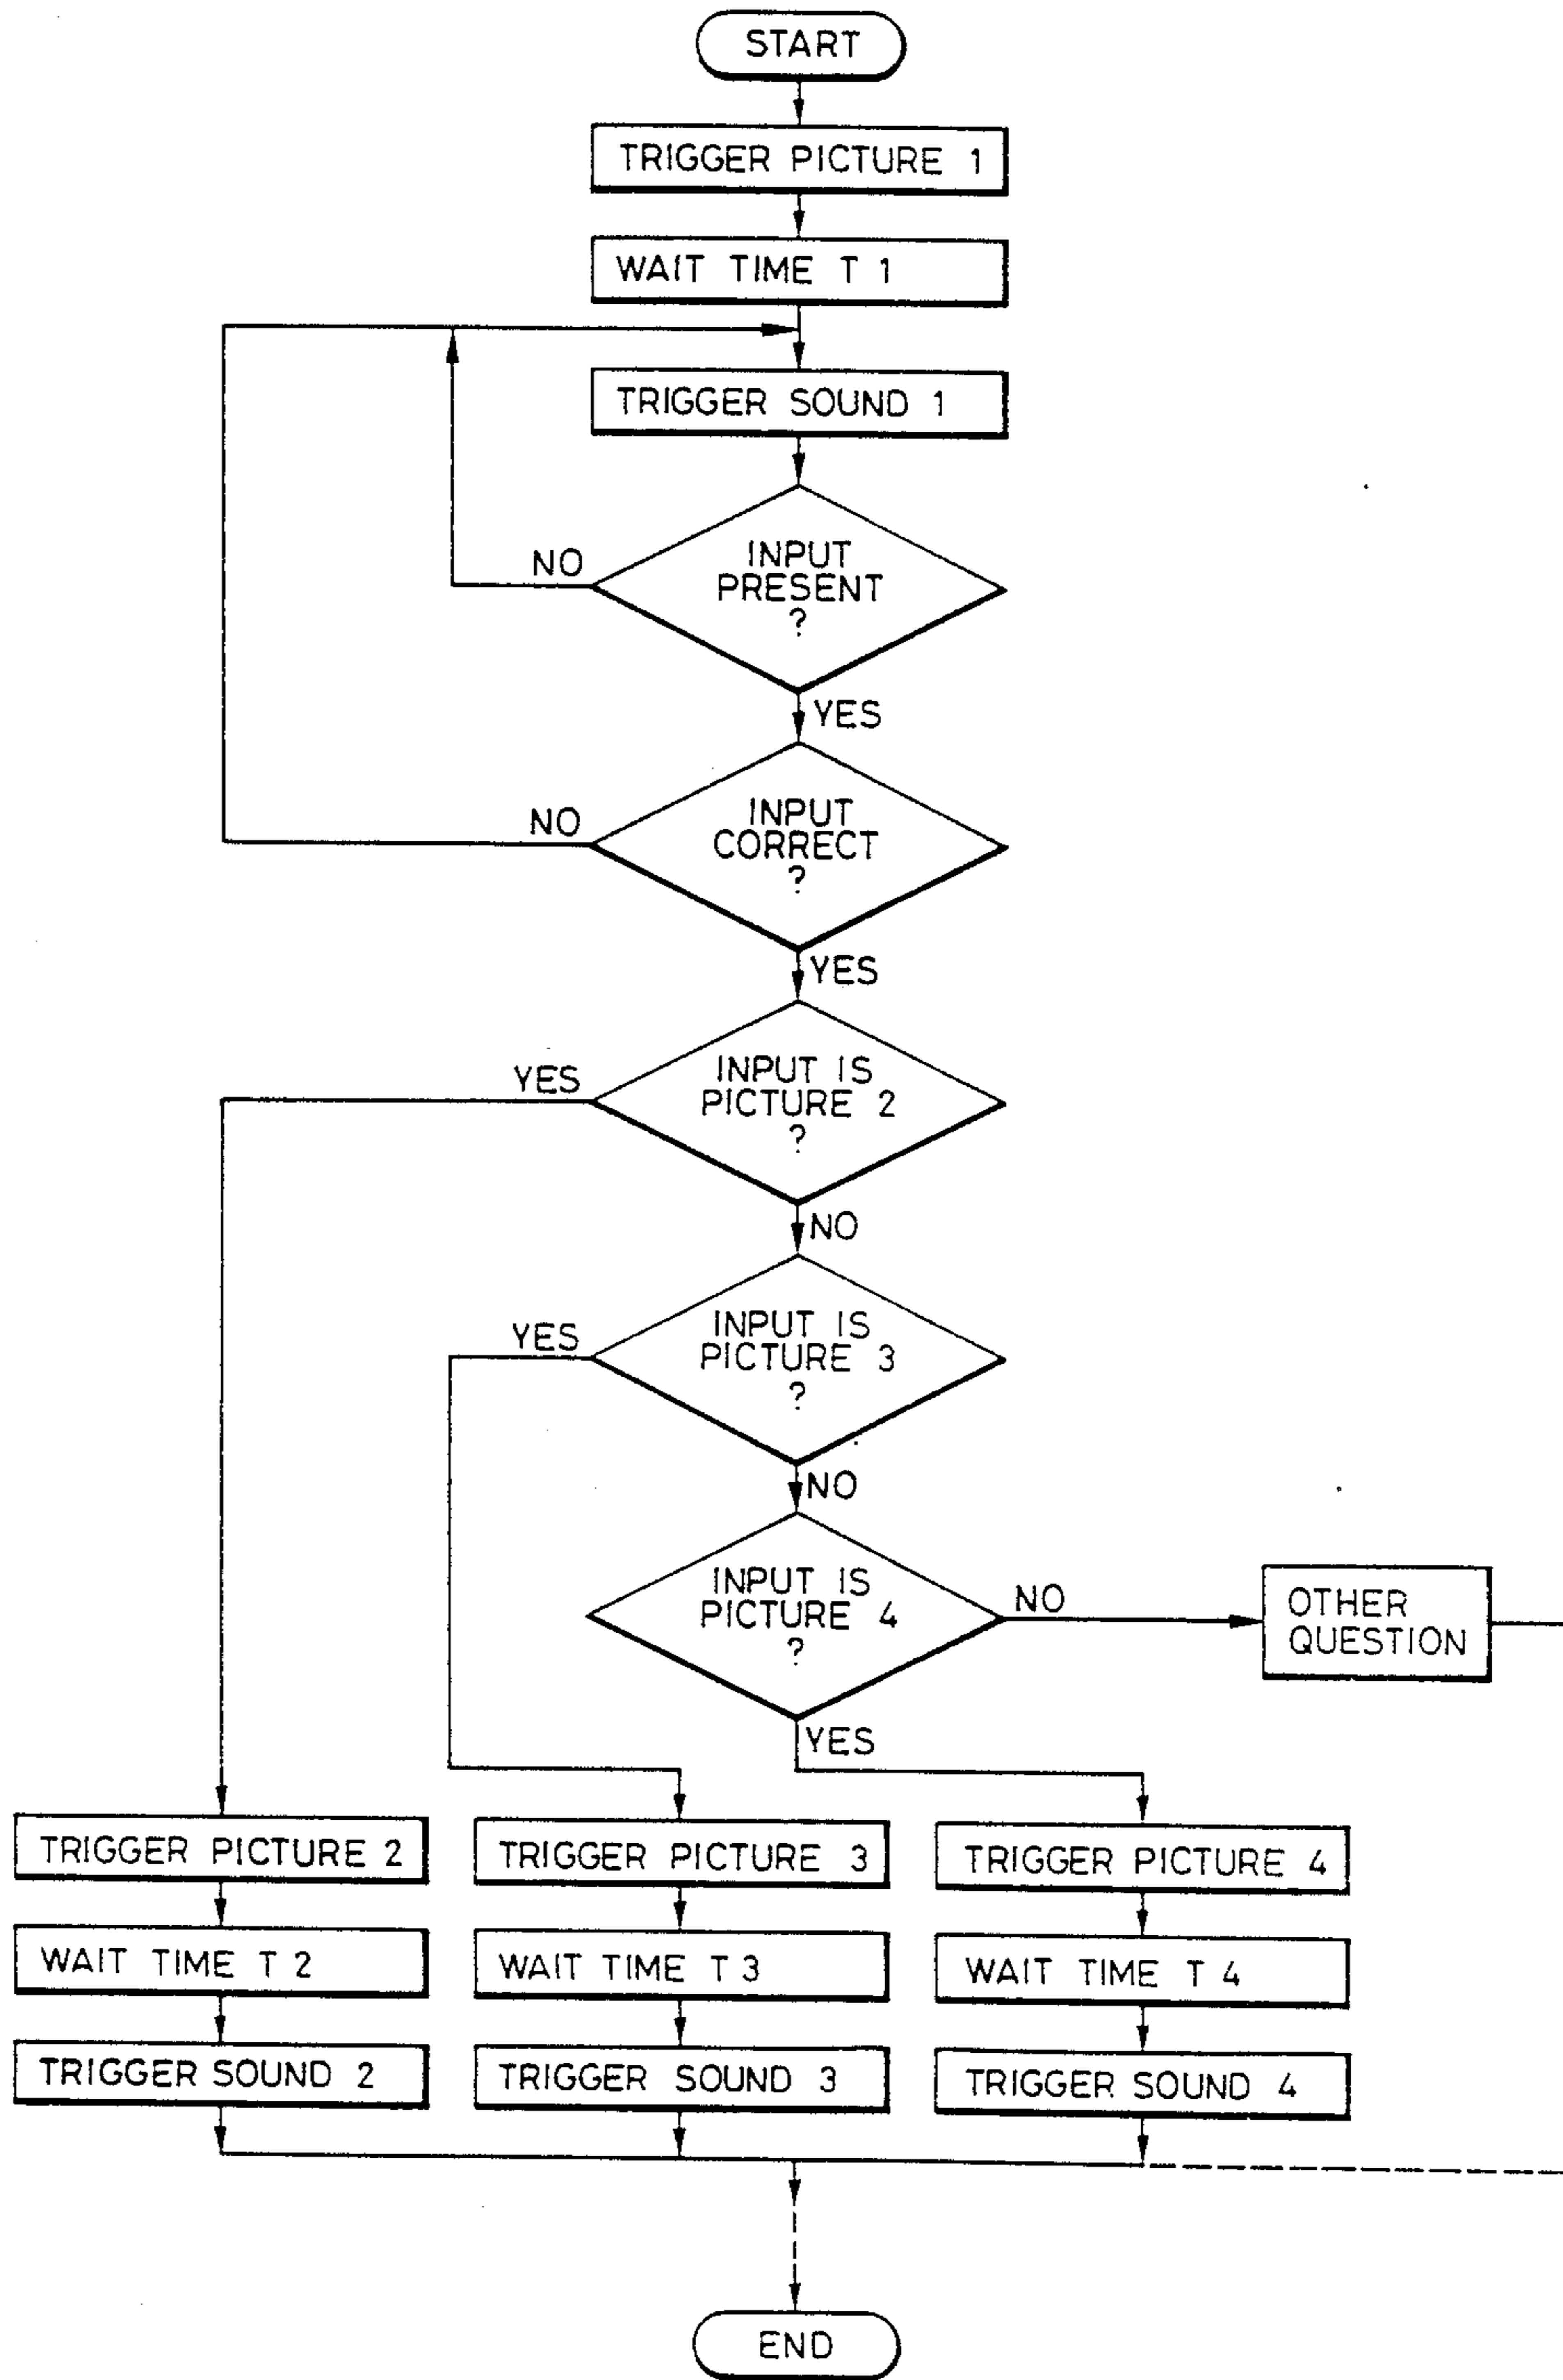 START
TRIGGER PICTURE 1
WAIT TIME T 1
TRIGGER SOUND 1
INPUT
PRESENT
?
NO
YES
INPUT
CORRECT
?
NO
YES
INPUT IS
PICTURE 2
?
YES
NO
INPUT IS
PICTURE 3
?
YES
NO
INPUT IS
PICTURE 4
?
NO
OTHER
QUESTION
YES
TRIGGER PICTURE 2
TRIGGER PICTURE 3
TRIGGER PICTURE 4
WAIT TIME T 2
WAIT TIME T 3
WAIT TIME T 4
TRIGGER SOUND 2
TRIGGER SOUND 3
TRIGGER SOUND 4
END